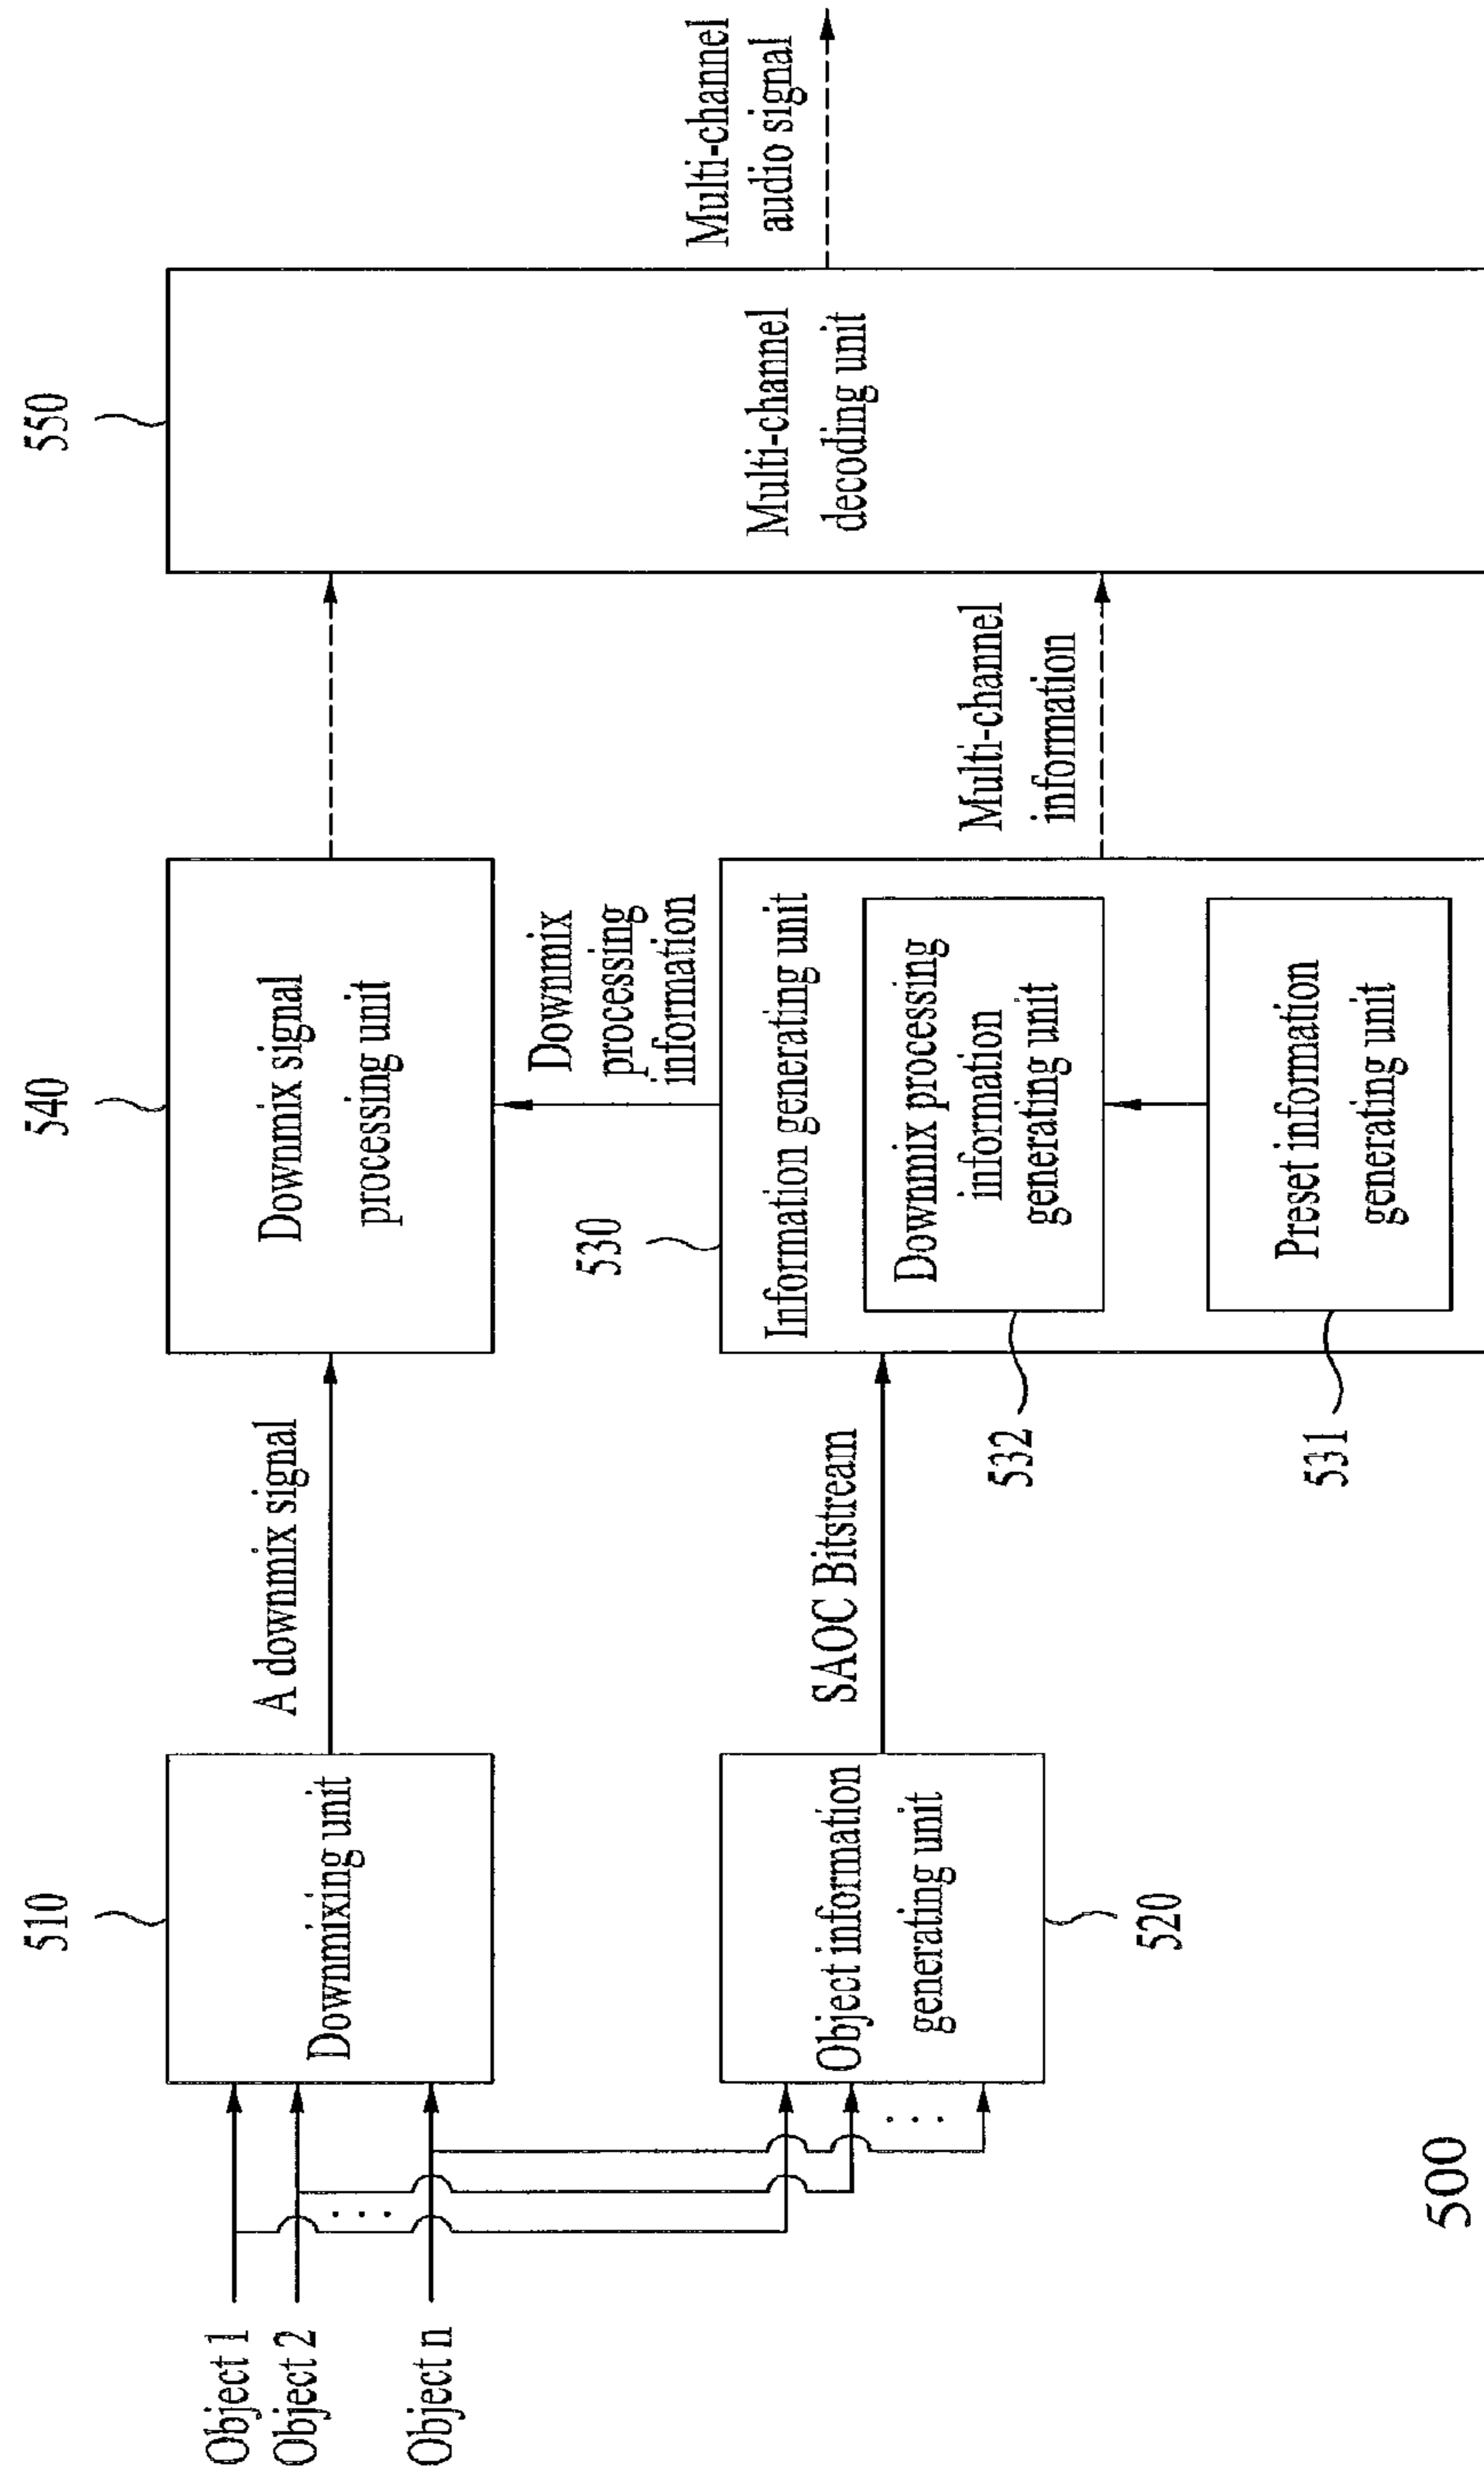 510
540
550
Object 1
Object 2
Object n
. . .
Downmixing unit
A downmix signal
Downmix signal
processing unit
Multi-channel
decoding unit
Multi-channel
audio signal
Downmix
processing
information
530
. . .
Object information
generating unit
520
SAOC Bitstream
Information generating unit
Downmix processing
information
generating unit
532
Preset information
generating unit
531
Multi-channel
information
500